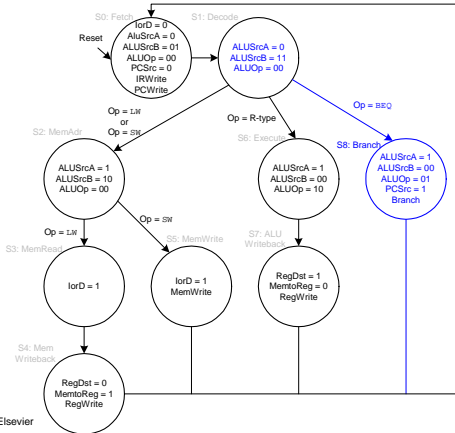 S0: Fetch
S1: Decode
Reset
IorD = 0
AluSrcA = 0
ALUSrcB = 01
ALUOp = 00
PCSrc = 0
IRWrite
PCWrite
ALUSrcA = 0
ALUSrcB = 11
ALUOp = 00
Op = LW
or
Op = SW
Op = R-type
Op = BEQ
S2: MemAdr
S6: Execute
S8: Branch
ALUSrcA = 1
ALUSrcB = 10
ALUOp = 00
ALUSrcA = 1
ALUSrcB = 00
ALUOp = 10
ALUSrcA = 1
ALUSrcB = 00
ALUOp = 01
PCSrc = 1
Branch
Op = LW
Op = SW
S3: MemRead
S5: MemWrite
S7: ALU
Writeback
IorD = 1
IorD = 1
MemWrite
RegDst = 1
MemtoReg = 0
RegWrite
S4: Mem
Writeback
RegDst = 0
MemtoReg = 1
RegWrite
Elsevier